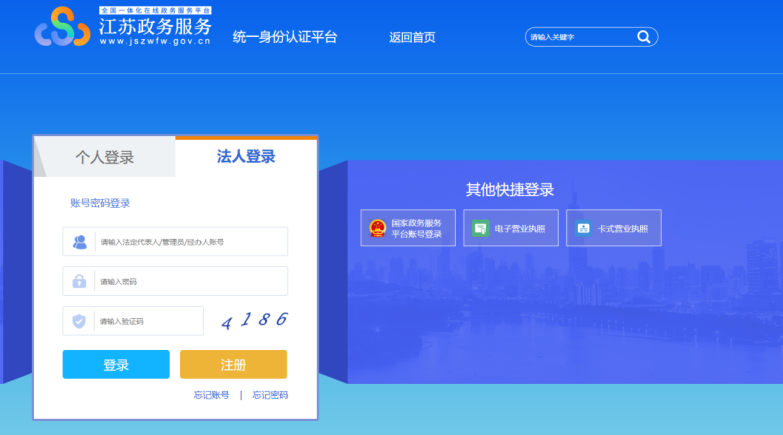 全国一体化在线政务服务平台
江苏政务服务
www.jszwfw.gov.cn
统一身份认证平台
返回首页
请输入关键字
个人登录
法人登录
账号密码登录
请输入法定代表人/管理员/经办人账号
请输入密码
请输入验证码
4186
登录
注册
忘记账号 | 忘记密码
其他快捷登录
国家政务服务
平台账号登录
电子营业执照
卡式营业执照